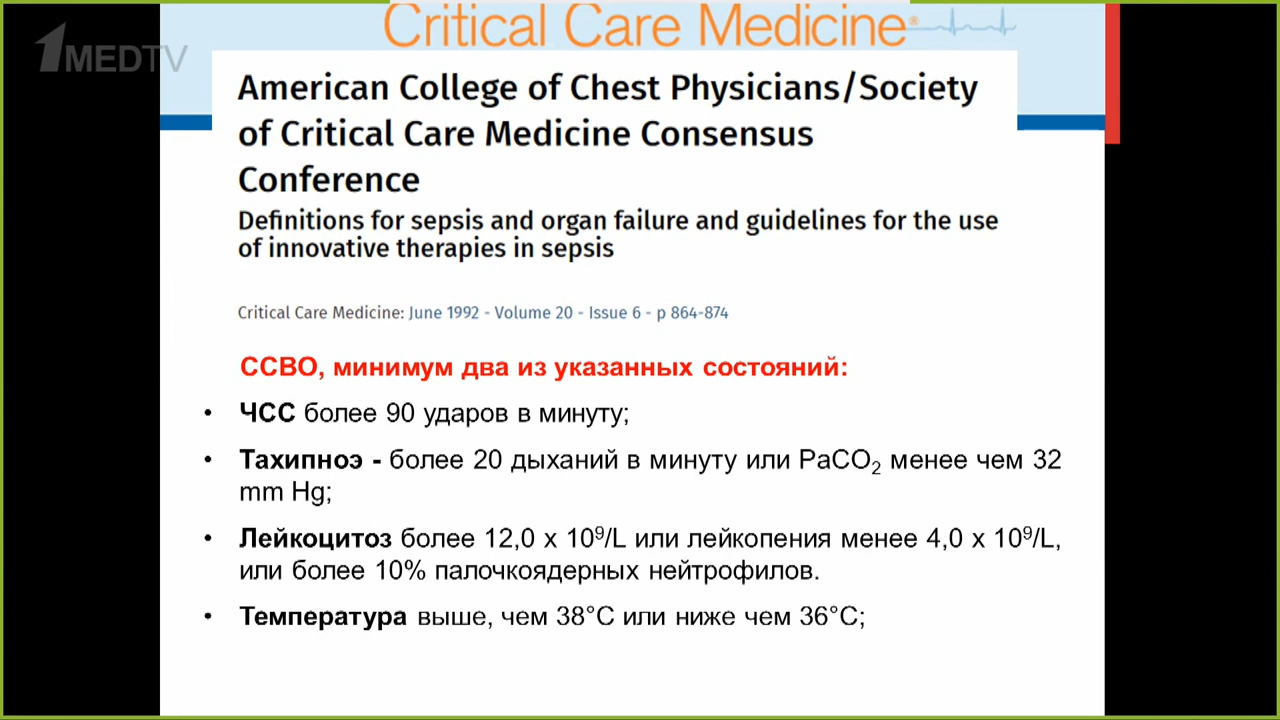 1MEDTV
Critical Care Medicine®
American College of Chest Physicians/Society
of Critical Care Medicine Consensus
Conference
Definitions for sepsis and organ failure and guidelines for the use
of innovative therapies in sepsis
Critical Care Medicine: June 1992 - Volume 20 - Issue 6 - p 864-874
ССВО, минимум два из указанных состояний:
• ЧСС более 90 ударов в минуту;
• Тахипноэ - более 20 дыханий в минуту или PaCO₂ менее чем 32
mm Hg;
• Лейкоцитоз более 12,0 x 10⁹/L или лейкопения менее 4,0 x 10⁹/L,
или более 10% палочкоядерных нейтрофилов.
• Температура выше, чем 38°C или ниже чем 36°C;